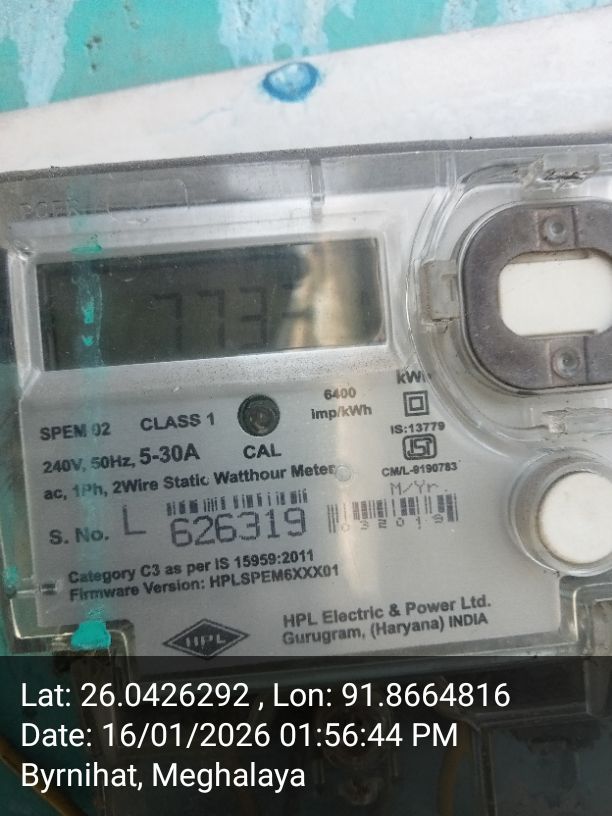 SPEM 02 CLASS 1
6400
imp/kWh
kWh
IS:13779
240V, 50Hz, 5-30A CAL
CM/L-9190783
ac, 1Ph, 2Wire Static Watthour Meter
M/Yr.
S. No. L 626319 032019
Category C3 as per IS 15959:2011
Firmware Version: HPLSPEM6XXX01
HPL
HPL Electric & Power Ltd.
Gurugram, (Haryana) INDIA
Lat: 26.0426292 , Lon: 91.8664816
Date: 16/01/2026 01:56:44 PM
Byrnihat, Meghalaya